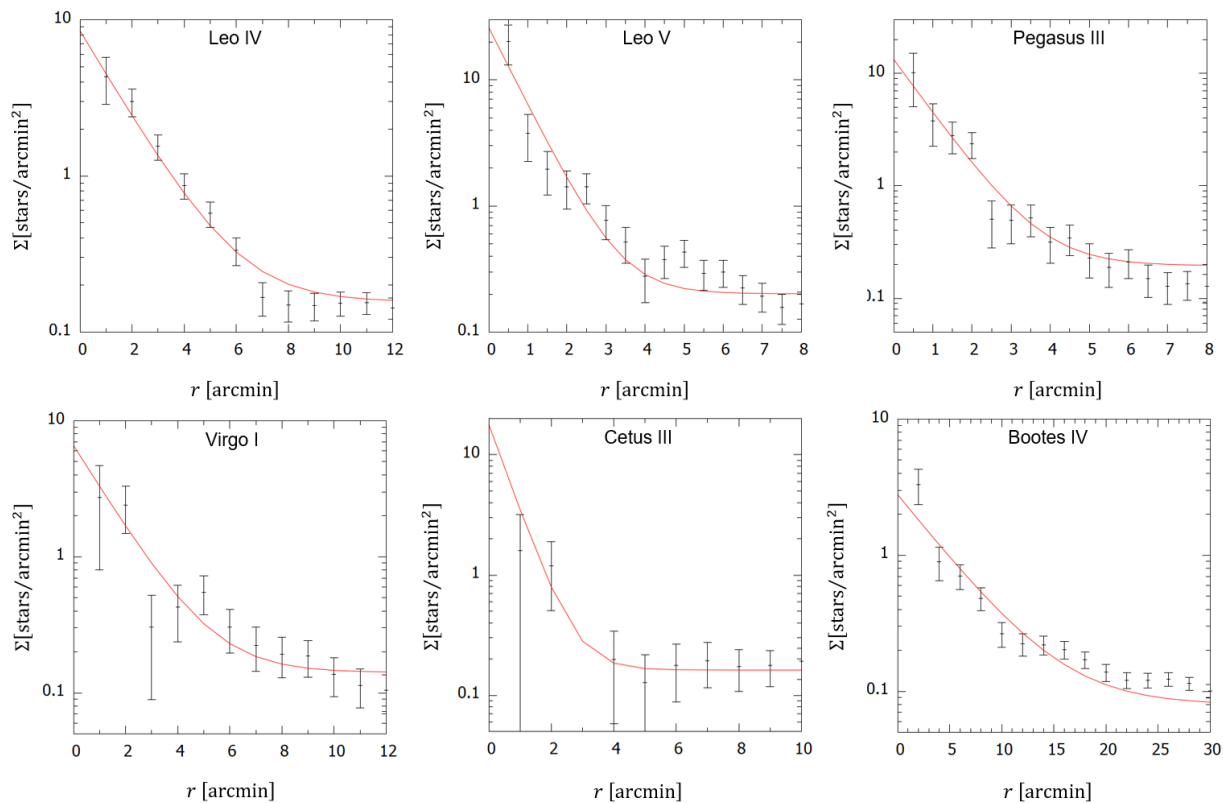 Leo IV
Σ[stars/arcmin²]
10
1
0.1
0 2 4 6 8 10 12
r [arcmin]
Leo V
Σ[stars/arcmin²]
10
1
0.1
0 1 2 3 4 5 6 7 8
r [arcmin]
Pegasus III
Σ[stars/arcmin²]
10
1
0.1
0 1 2 3 4 5 6 7 8
r [arcmin]
Virgo I
Σ[stars/arcmin²]
10
1
0.1
0 2 4 6 8 10 12
r [arcmin]
Cetus III
Σ[stars/arcmin²]
10
1
0.1
0 2 4 6 8 10
r [arcmin]
Bootes IV
Σ[stars/arcmin²]
10
1
0.1
0 5 10 15 20 25 30
r [arcmin]